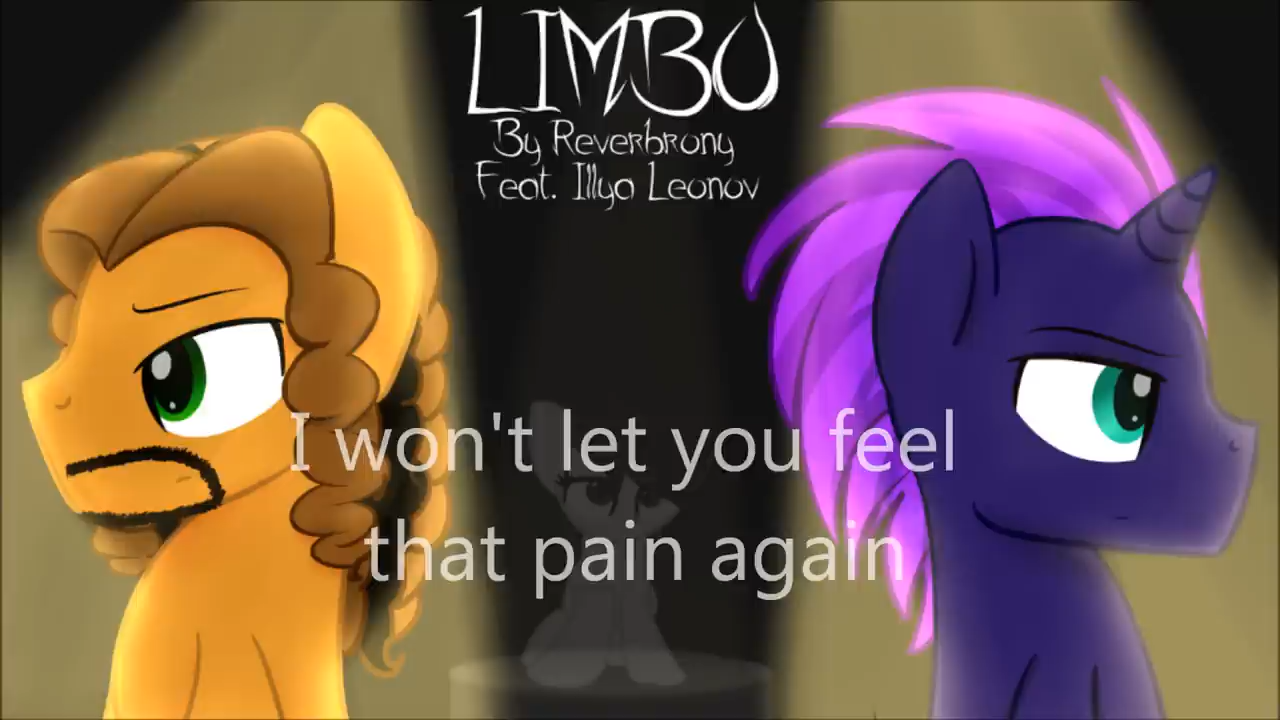 LIMBO
By Reverbrony
Feat. Illya Leonov
I won't let you feel
that pain again